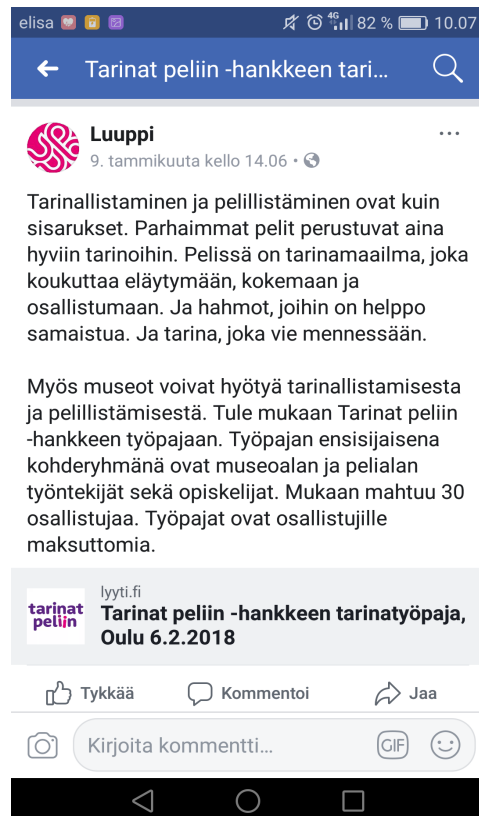 elisa 4G 82 % 10.07
Tarinat peliin -hankkeen tari...
Luuppi
9. tammikuuta kello 14.06 •
Tarinallistaminen ja pelillistäminen ovat kuin
sisarukset. Parhaimmat pelit perustuvat aina
hyviin tarinoihin. Pelissä on tarinamaailma, joka
koukuttaa eläytymään, kokemaan ja
osallistumaan. Ja hahmot, joihin on helppo
samaistua. Ja tarina, joka vie mennessään.
Myös museot voivat hyötyä tarinallistamisesta
ja pelillistämisestä. Tule mukaan Tarinat peliin
-hankkeen työpajaan. Työpajan ensisijaisena
kohderyhmänä ovat museoalan ja pelialan
työntekijät sekä opiskelijat. Mukaan mahtuu 30
osallistujaa. Työpajat ovat osallistujille
maksuttomia.
tarinat
peliin
lyyti.fi
Tarinat peliin -hankkeen tarinatyöpaja,
Oulu 6.2.2018
Tykkää Kommentoi Jaa
Kirjoita kommentti... GIF